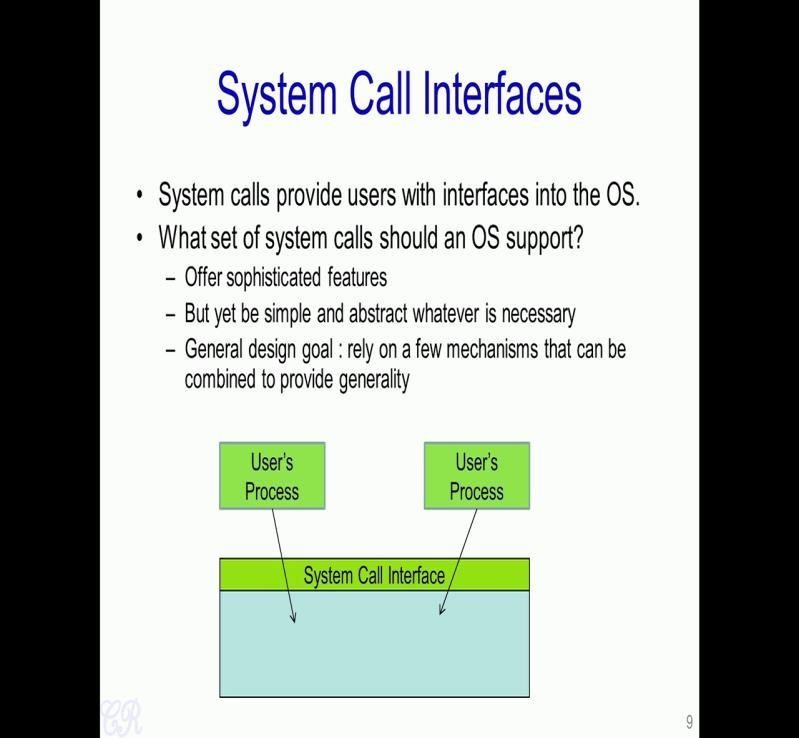 System Call Interfaces
• System calls provide users with interfaces into the OS.
• What set of system calls should an OS support?
– Offer sophisticated features
– But yet be simple and abstract whatever is necessary
– General design goal : rely on a few mechanisms that can be
combined to provide generality
User's
Process
User's
Process
System Call Interface
CR
9